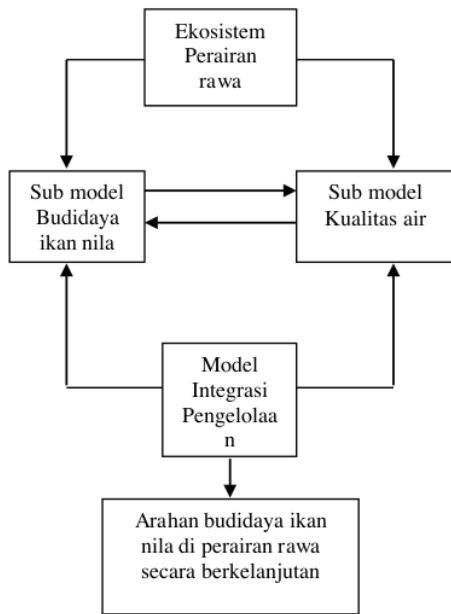 Ekosistem
Perairan
rawa
Sub model
Budidaya
ikan nila
Sub model
Kualitas air
Model
Integrasi
Pengelolaa
n
Arahan budidaya ikan
nila di perairan rawa
secara berkelanjutan